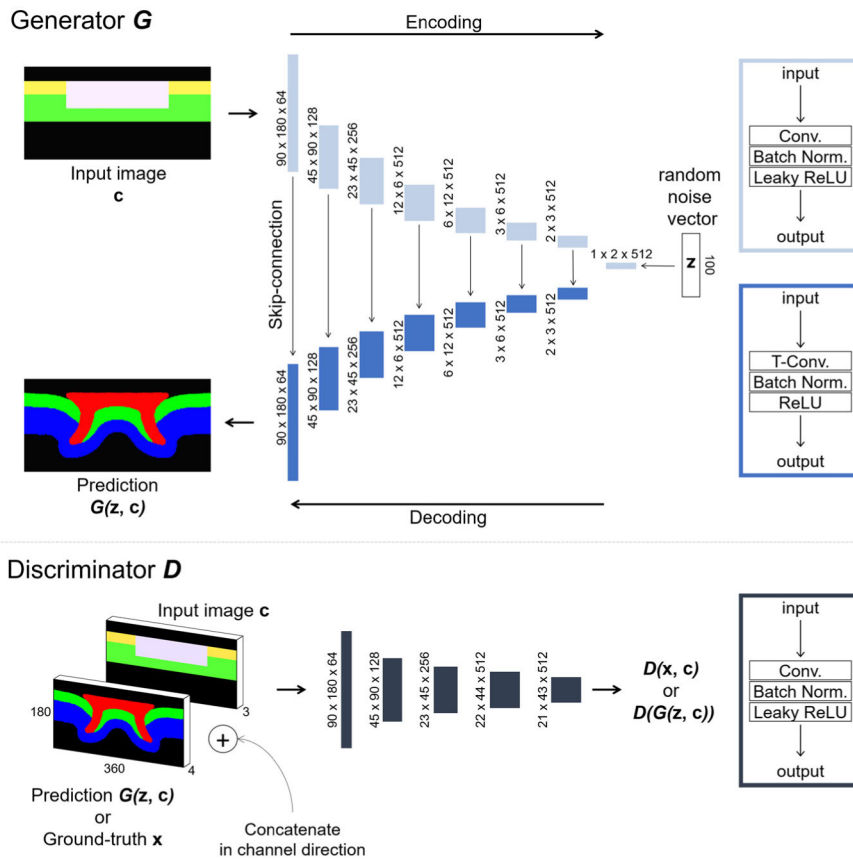 Generator G
Encoding
Input image
c
90 x 180 x 64
45 x 90 x 128
23 x 45 x 256
12 x 6 x 512
6 x 12 x 512
3 x 6 x 512
2 x 3 x 512
1 x 2 x 512
random
noise
vector
z
100
Skip-connection
90 x 180 x 64
45 x 90 x 128
23 x 45 x 256
12 x 6 x 512
6 x 12 x 512
3 x 6 x 512
2 x 3 x 512
Prediction
G(z, c)
Decoding
input
Conv.
Batch Norm.
Leaky ReLU
output
input
T-Conv.
Batch Norm.
ReLU
output
Discriminator D
Input image c
3
180
360
4
+
Prediction G(z, c)
or
Ground-truth x
Concatenate
in channel direction
90 x 180 x 64
45 x 90 x 128
23 x 45 x 256
22 x 44 x 512
21 x 43 x 512
D(x, c)
or
D(G(z, c))
input
Conv.
Batch Norm.
Leaky ReLU
output